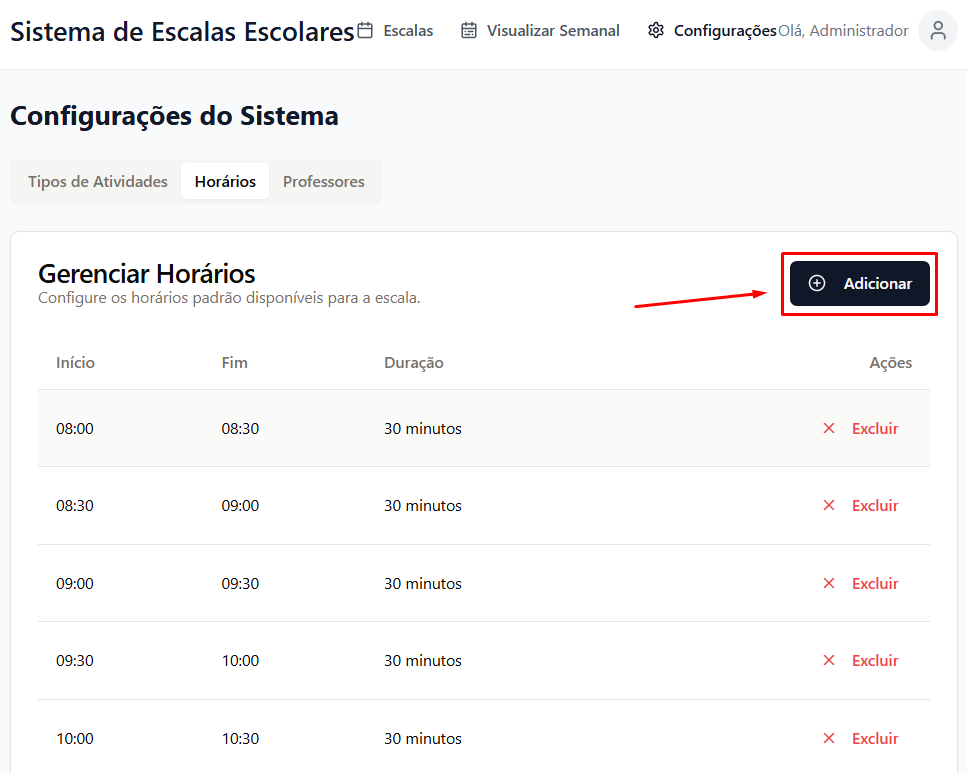 Sistema de Escalas Escolares Escalas Visualizar Semanal Configurações Olá, Administrador
Configurações do Sistema
Tipos de Atividades Horários Professores
Gerenciar Horários
Configure os horários padrão disponíveis para a escala.
Adicionar
Início Fim Duração Ações
08:00 08:30 30 minutos Excluir
08:30 09:00 30 minutos Excluir
09:00 09:30 30 minutos Excluir
09:30 10:00 30 minutos Excluir
10:00 10:30 30 minutos Excluir